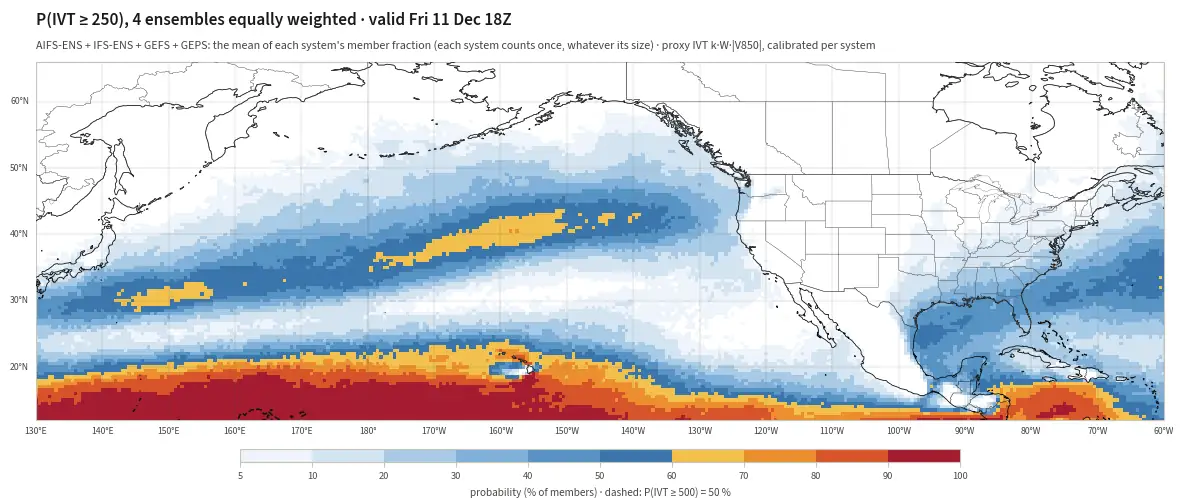 P(IVT ≥ 250), 4 ensembles equally weighted · valid Fri 11 Dec 18Z
AIFS-ENS + IFS-ENS + GEFS + GEPS: the mean of each system's member fraction (each system counts once, whatever its size) · proxy IVT k·W·|V850|, calibrated per system
60°N
50°N
40°N
30°N
20°N
130°E 140°E 150°E 160°E 170°E 180° 170°W 160°W 150°W 140°W 130°W 120°W 110°W 100°W 90°W 80°W 70°W 60°W
5 10 20 30 40 50 60 70 80 90 100
probability (% of members) · dashed: P(IVT ≥ 500) = 50 %